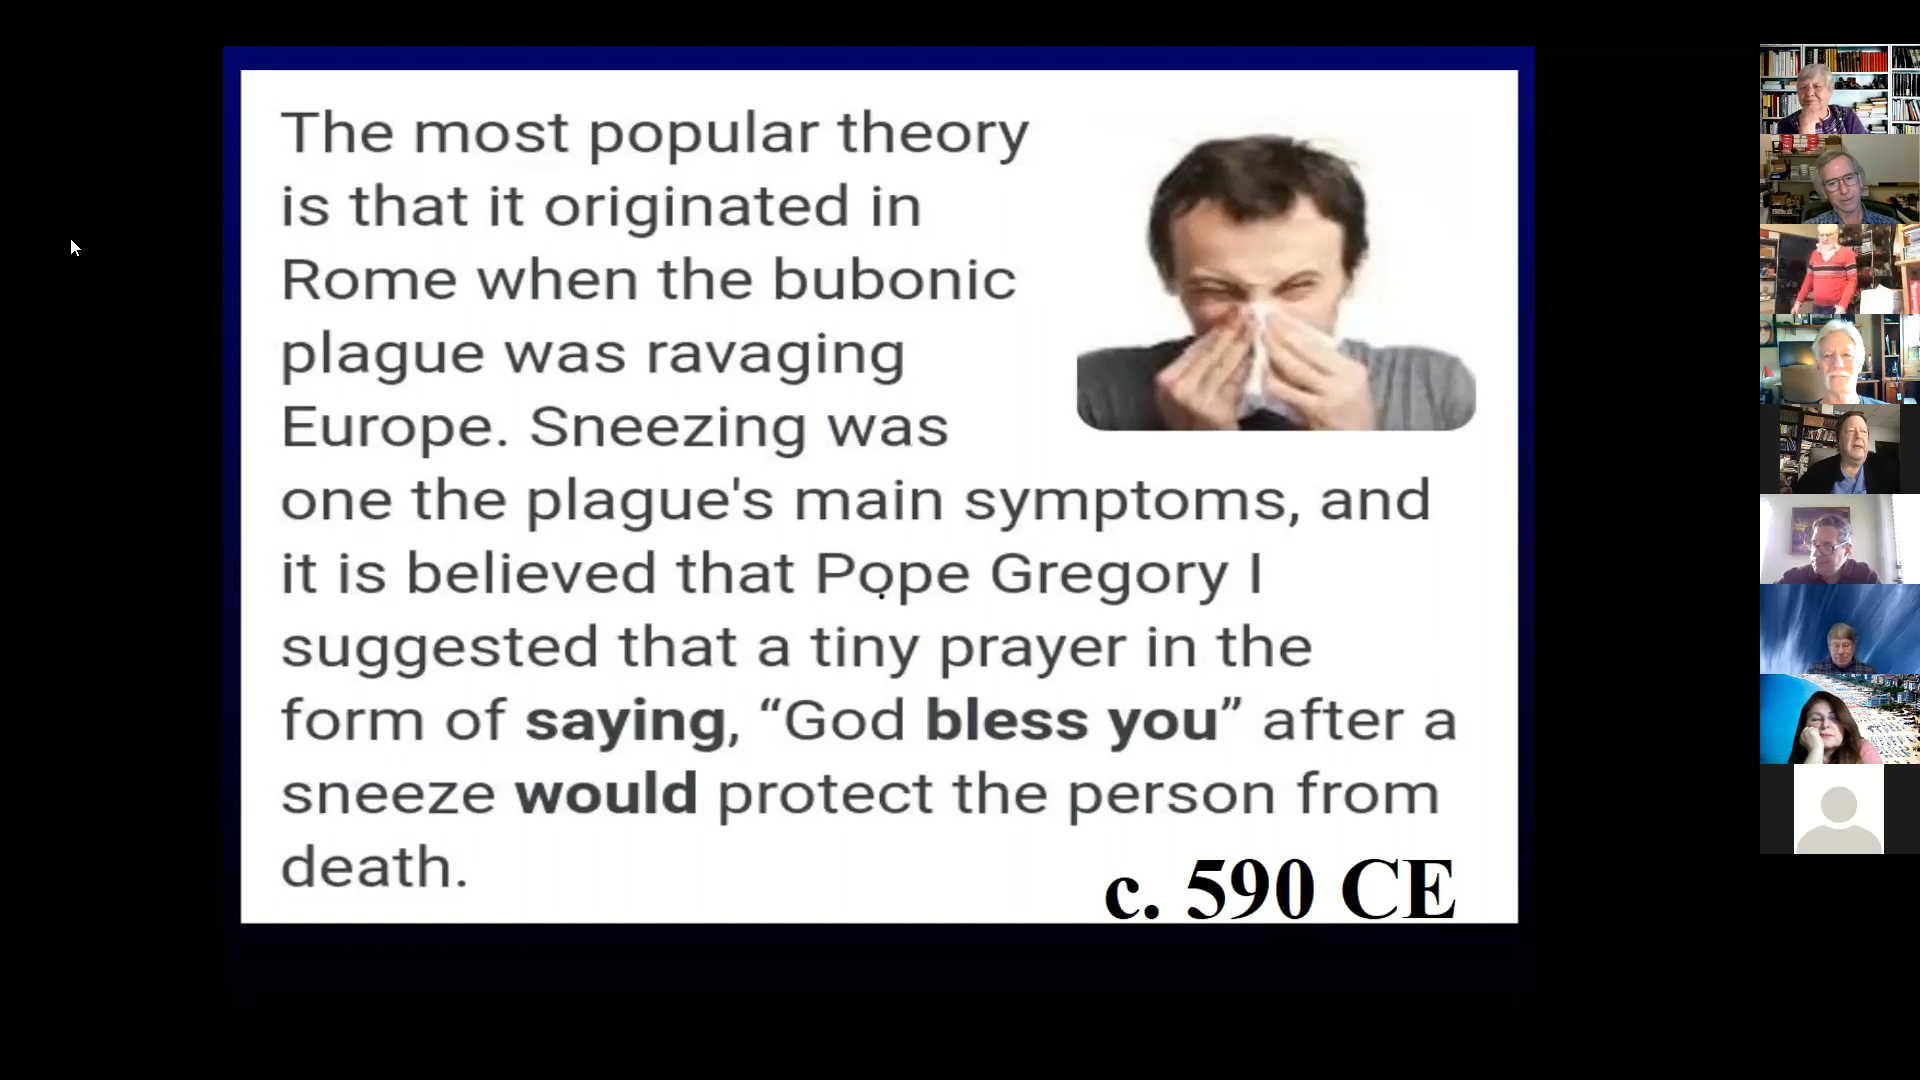 The most popular theory
is that it originated in
Rome when the bubonic
plague was ravaging
Europe. Sneezing was
one the plague's main symptoms, and
it is believed that Pope Gregory I
suggested that a tiny prayer in the
form of saying, “God bless you” after a
sneeze would protect the person from
death.
c. 590 CE